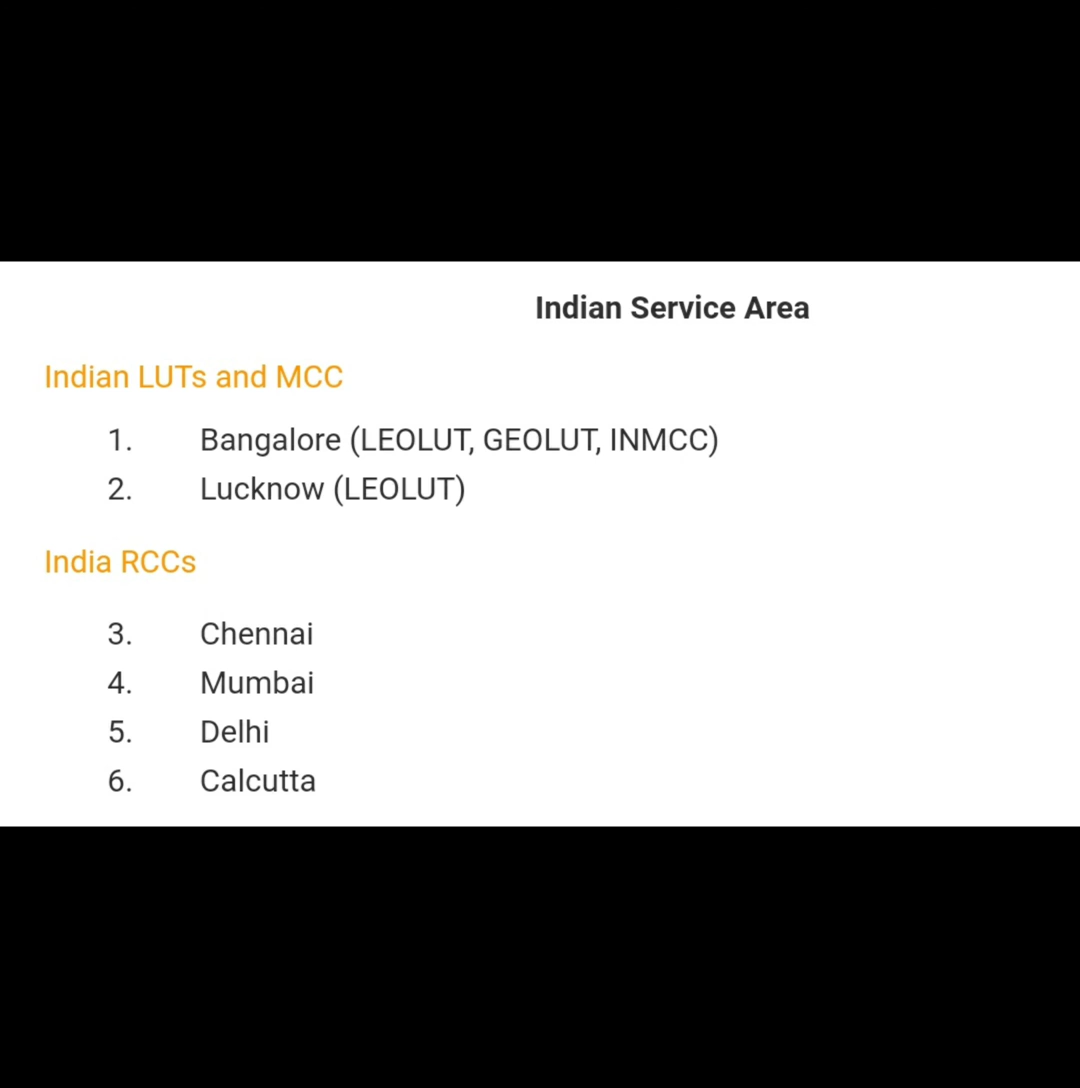 Indian Service Area
Indian LUTs and MCC
1. Bangalore (LEOLUT, GEOLUT, INMCC)
2. Lucknow (LEOLUT)
India RCCs
3. Chennai
4. Mumbai
5. Delhi
6. Calcutta